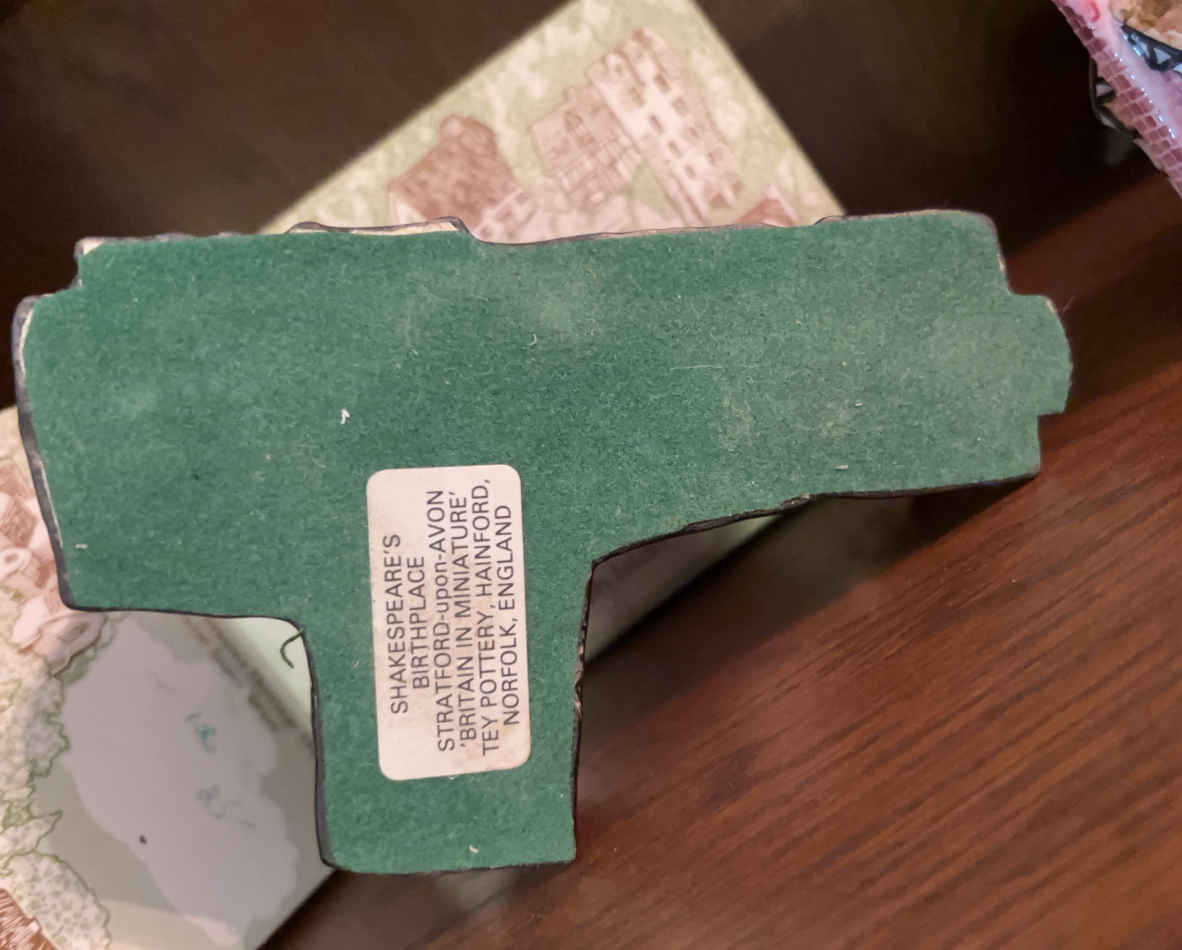 SHAKESPEARE'S
BIRTHPLACE
STRATFORD-upon-AVON
'BRITAIN IN MINIATURE'
TEY POTTERY, HAINFORD,
NORFOLK, ENGLAND